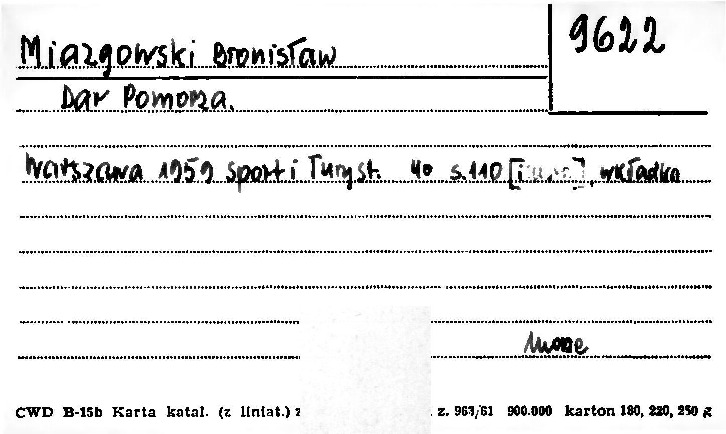 9622
Miazgowski Bronisław
Dar Pomorza.
Warszawa 1959 Sport i Turyst. 4o s.110 [i , wkładka
Morze
CWD B-15b Karta katal. (z liniat.) z z. 963/61 900.000 karton 180, 220, 250 g